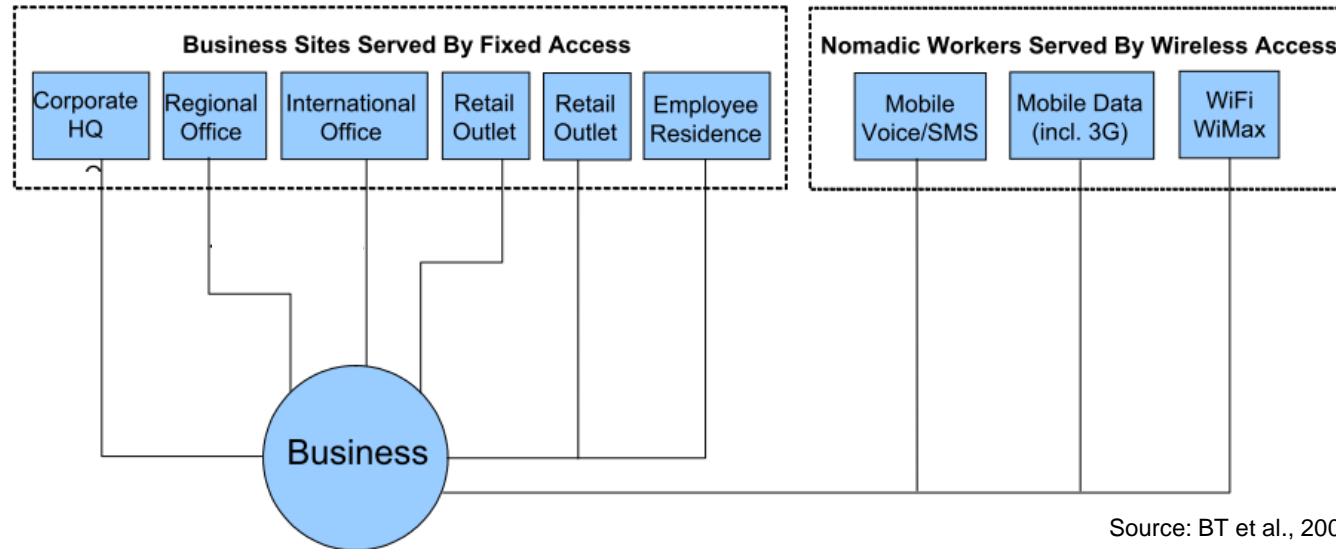 Business Sites Served By Fixed Access
Corporate
HQ
Regional
Office
International
Office
Retail
Outlet
Retail
Outlet
Employee
Residence
Nomadic Workers Served By Wireless Access
Mobile
Voice/SMS
Mobile Data
(incl. 3G)
WiFi
WiMax
Business
Source: BT et al.,